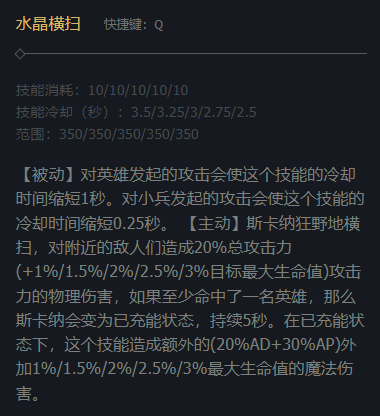 水晶横扫 快捷键：Q
技能消耗：10/10/10/10/10
技能冷却（秒）：3.5/3.25/3/2.75/2.5
范围：350/350/350/350/350
【被动】对英雄发起的攻击会使这个技能的冷却
时间缩短1秒。对小兵发起的攻击会使这个技能的
冷却时间缩短0.25秒。 【主动】斯卡纳狂野地横
扫，对附近的敌人们造成20%总攻击力
(+1%/1.5%/2%/2.5%/3%目标最大生命值)攻击
力的物理伤害，如果至少命中了一名英雄，那么
斯卡纳会变为已充能状态，持续5秒。在已充能状
态下，这个技能造成额外的(20%AD+30%AP)外
加1%/1.5%/2%/2.5%/3%最大生命值的魔法伤
害。